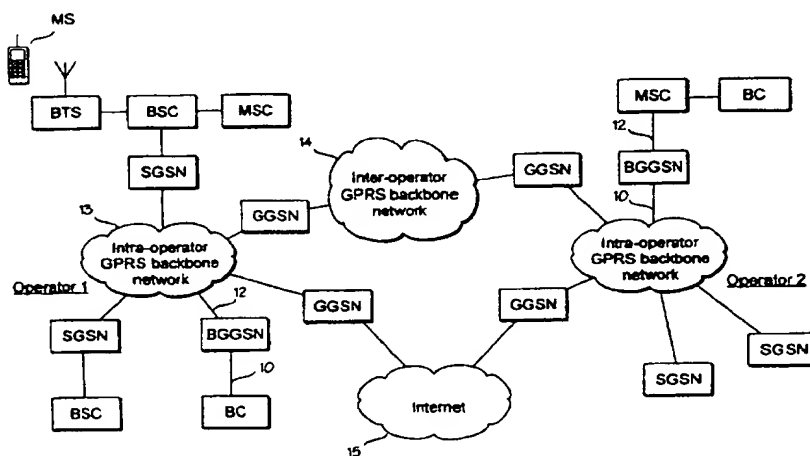 MS
BTS
BSC
MSC
SGSN
13
Intra-operator
GPRS backbone
network
Operator 1
GGSN
14
Inter-operator
GPRS backbone
network
GGSN
MSC
BC
12
BGGSN
10
Intra-operator
GPRS backbone
network
Operator 2
SGSN
BSC
12
BGGSN
10
BC
GGSN
Internet
15
GGSN
SGSN
SGSN